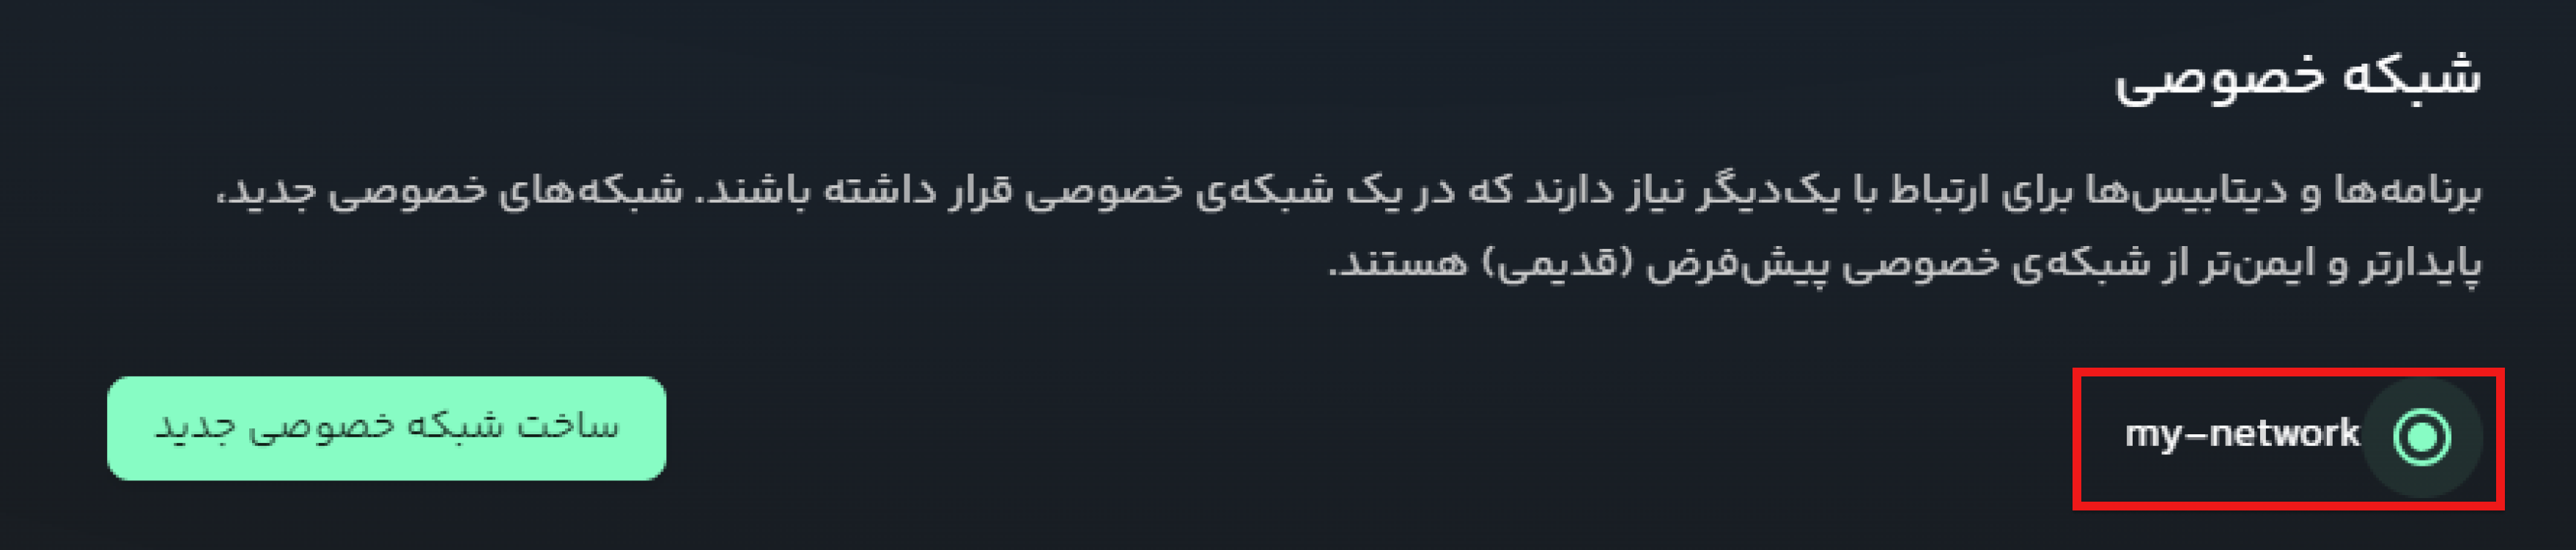 شبکه خصوصی
برنامه‌ها و دیتابیس‌ها برای ارتباط با یک‌دیگر نیاز دارند که در یک شبکه‌ی خصوصی قرار داشته باشند. شبکه‌های خصوصی جدید،
پایدارتر و ایمن‌تر از شبکه‌ی خصوصی پیش‌فرض (قدیمی) هستند.
my-network
ساخت شبکه خصوصی جدید